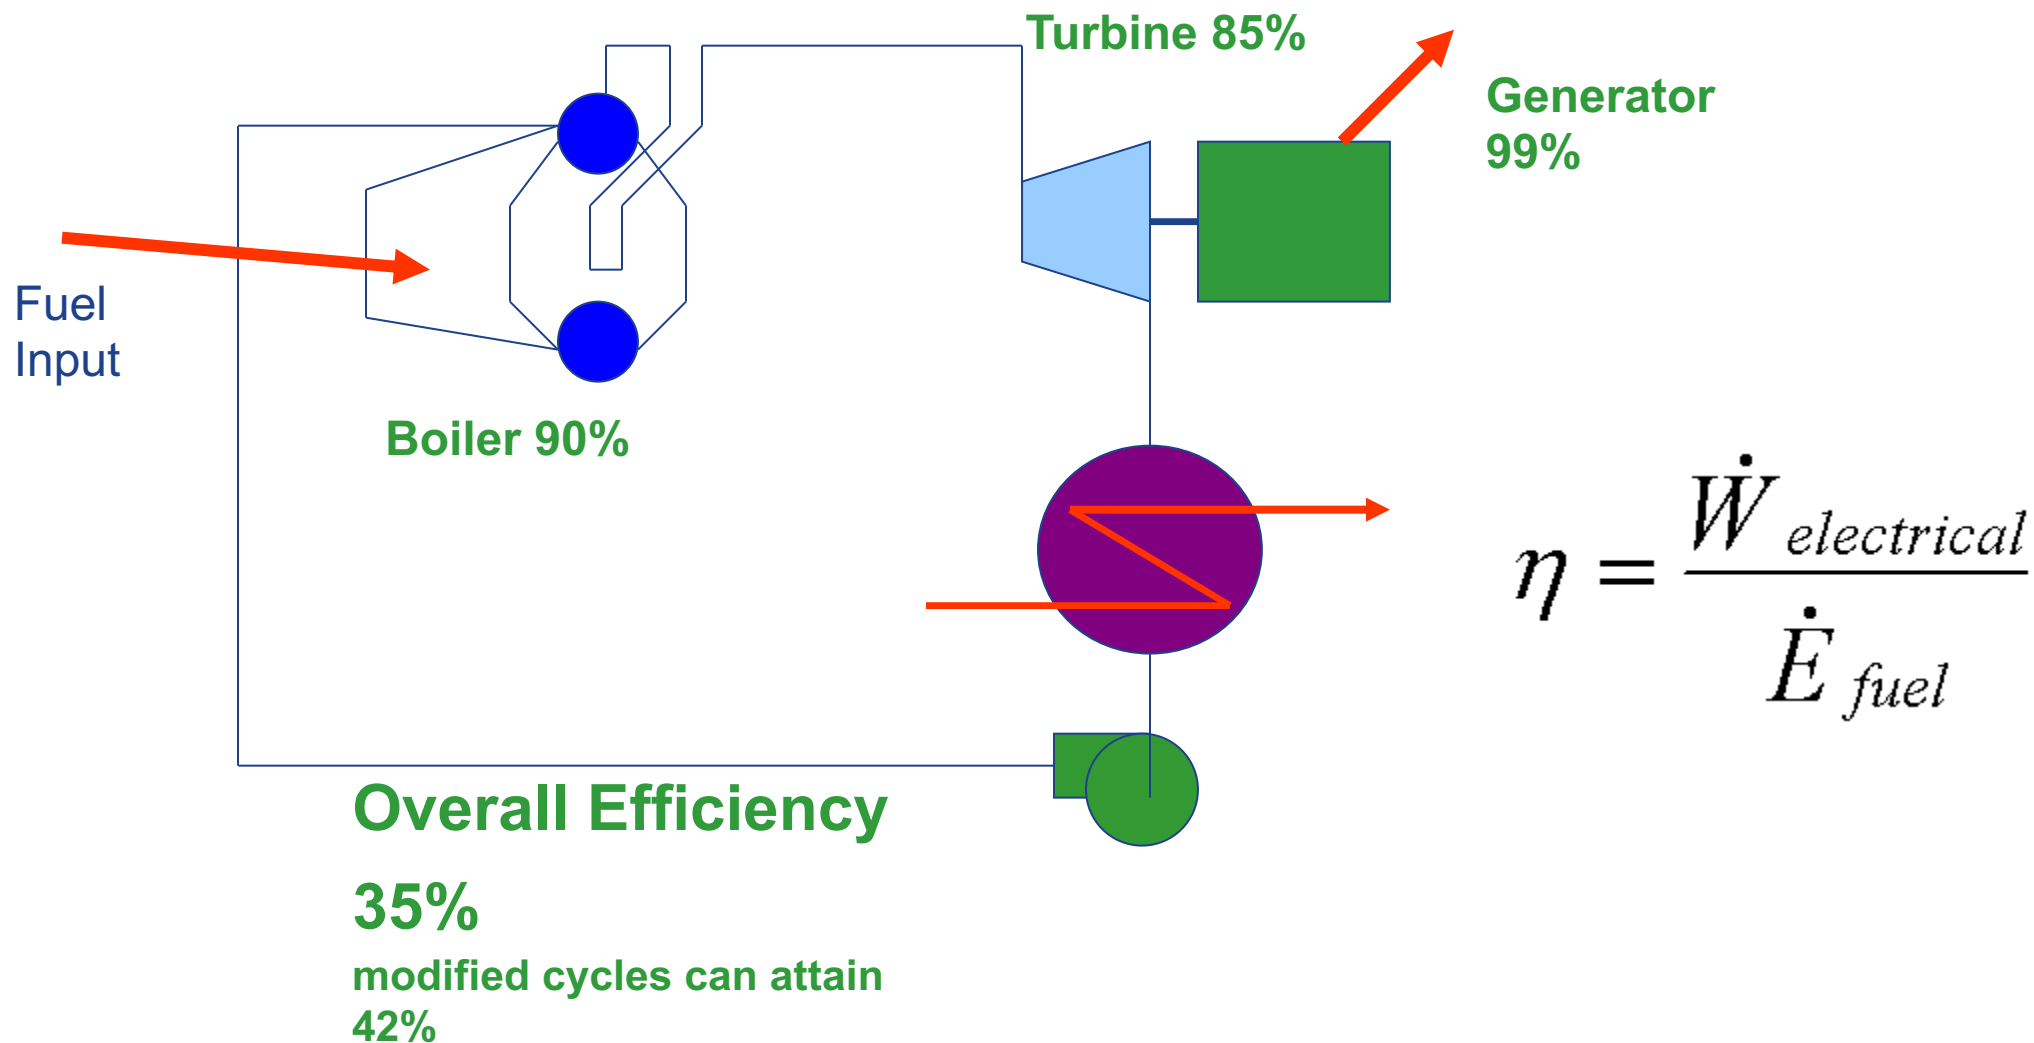 Turbine 85%
Generator
99%
Fuel
Input
Boiler 90%
η = Ẇ electrical / Ė fuel
Overall Efficiency
35%
modified cycles can attain
42%